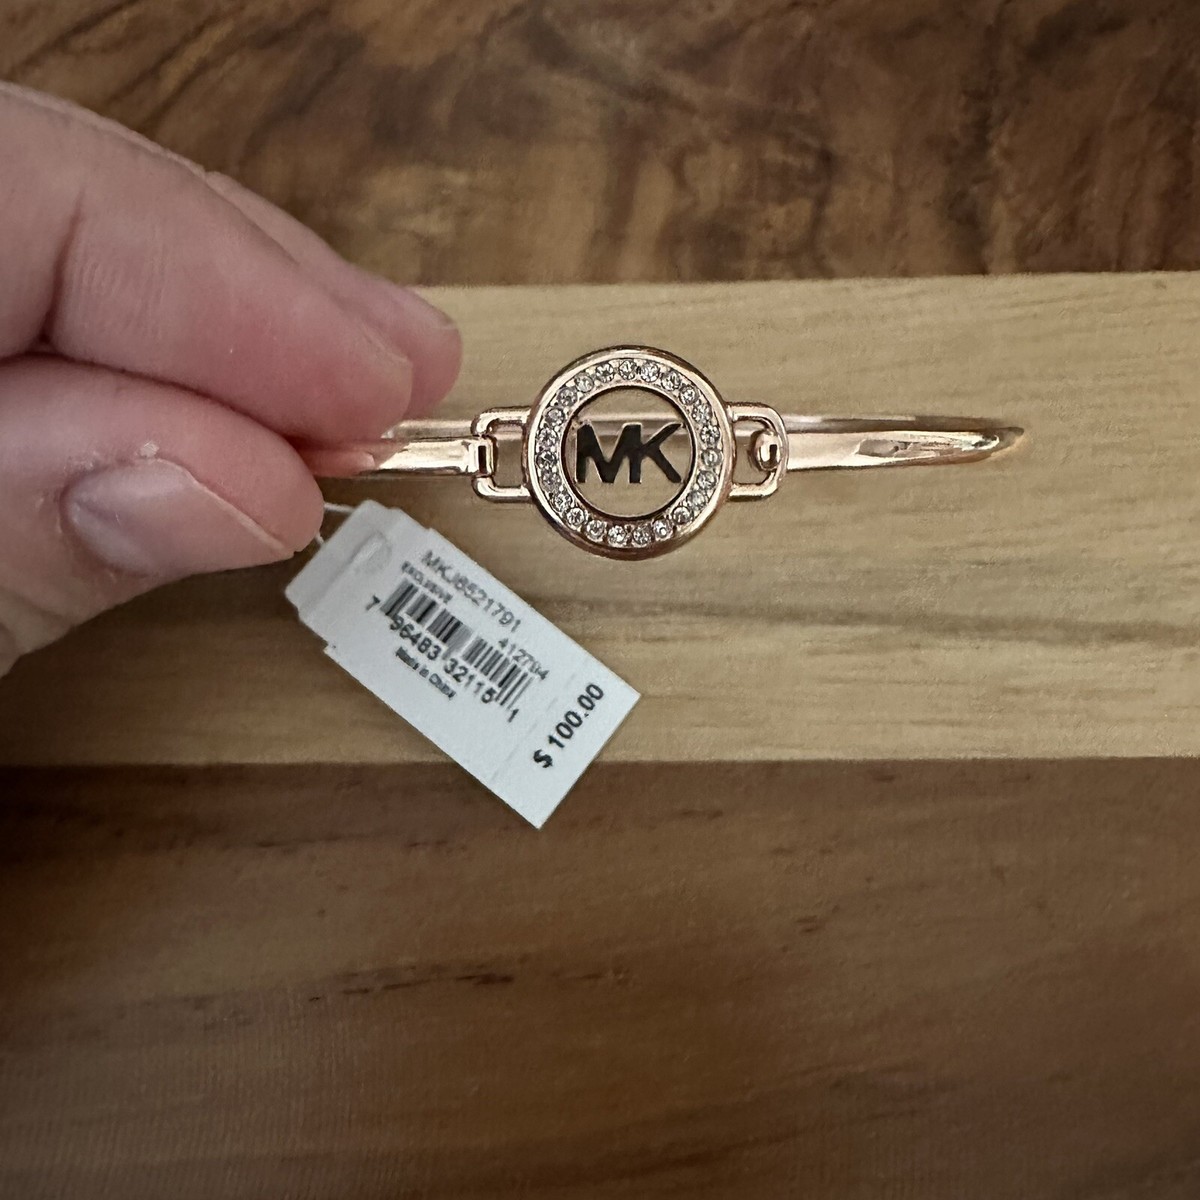 MK
MKJ8521791
EXCLUSIVE
412794
7 96483 32115 1
Made in China
$ 100.00